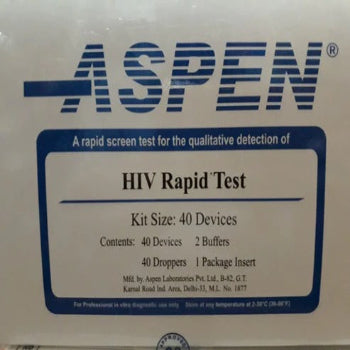 ASPEN®
A rapid screen test for the qualitative detection of
HIV Rapid Test
Kit Size: 40 Devices
Contents: 40 Devices 2 Buffers
40 Droppers 1 Package Insert
Mfd. by. Aspen Laboratories Pvt, Ltd., B-82, G.T.
Karnal Road Ind. Area, Delhi-33, M.L. No. 1877
For Professional in vitro diagnostic use only Store at any temperature at 2-30°C (36-86°F)